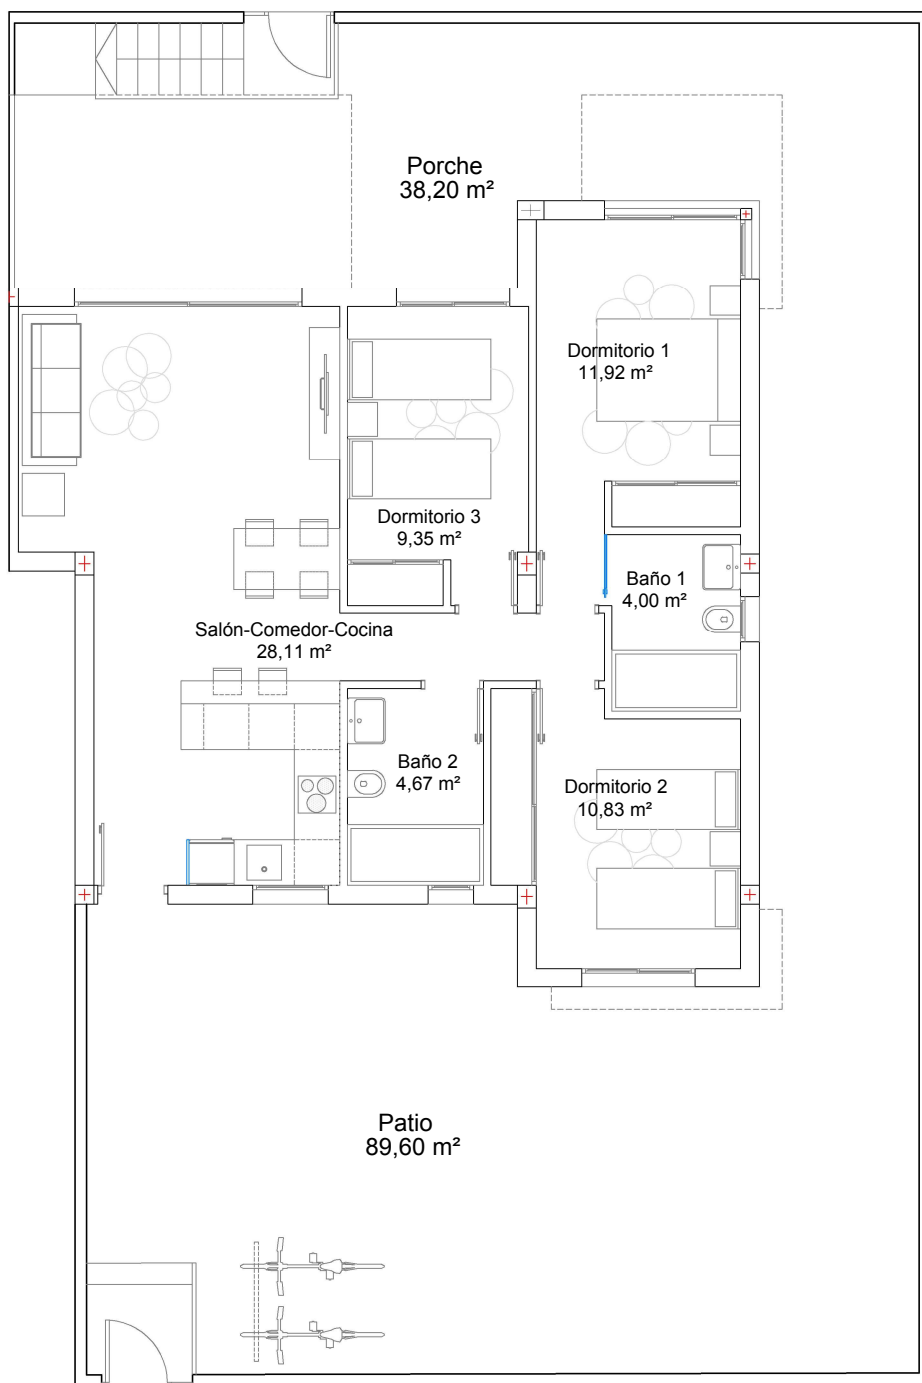 Porche
38,20 m²
Dormitorio 1
11,92 m²
Dormitorio 3
9,35 m²
Baño 1
4,00 m²
Salón-Comedor-Cocina
28,11 m²
Baño 2
4,67 m²
Dormitorio 2
10,83 m²
Patio
89,60 m²